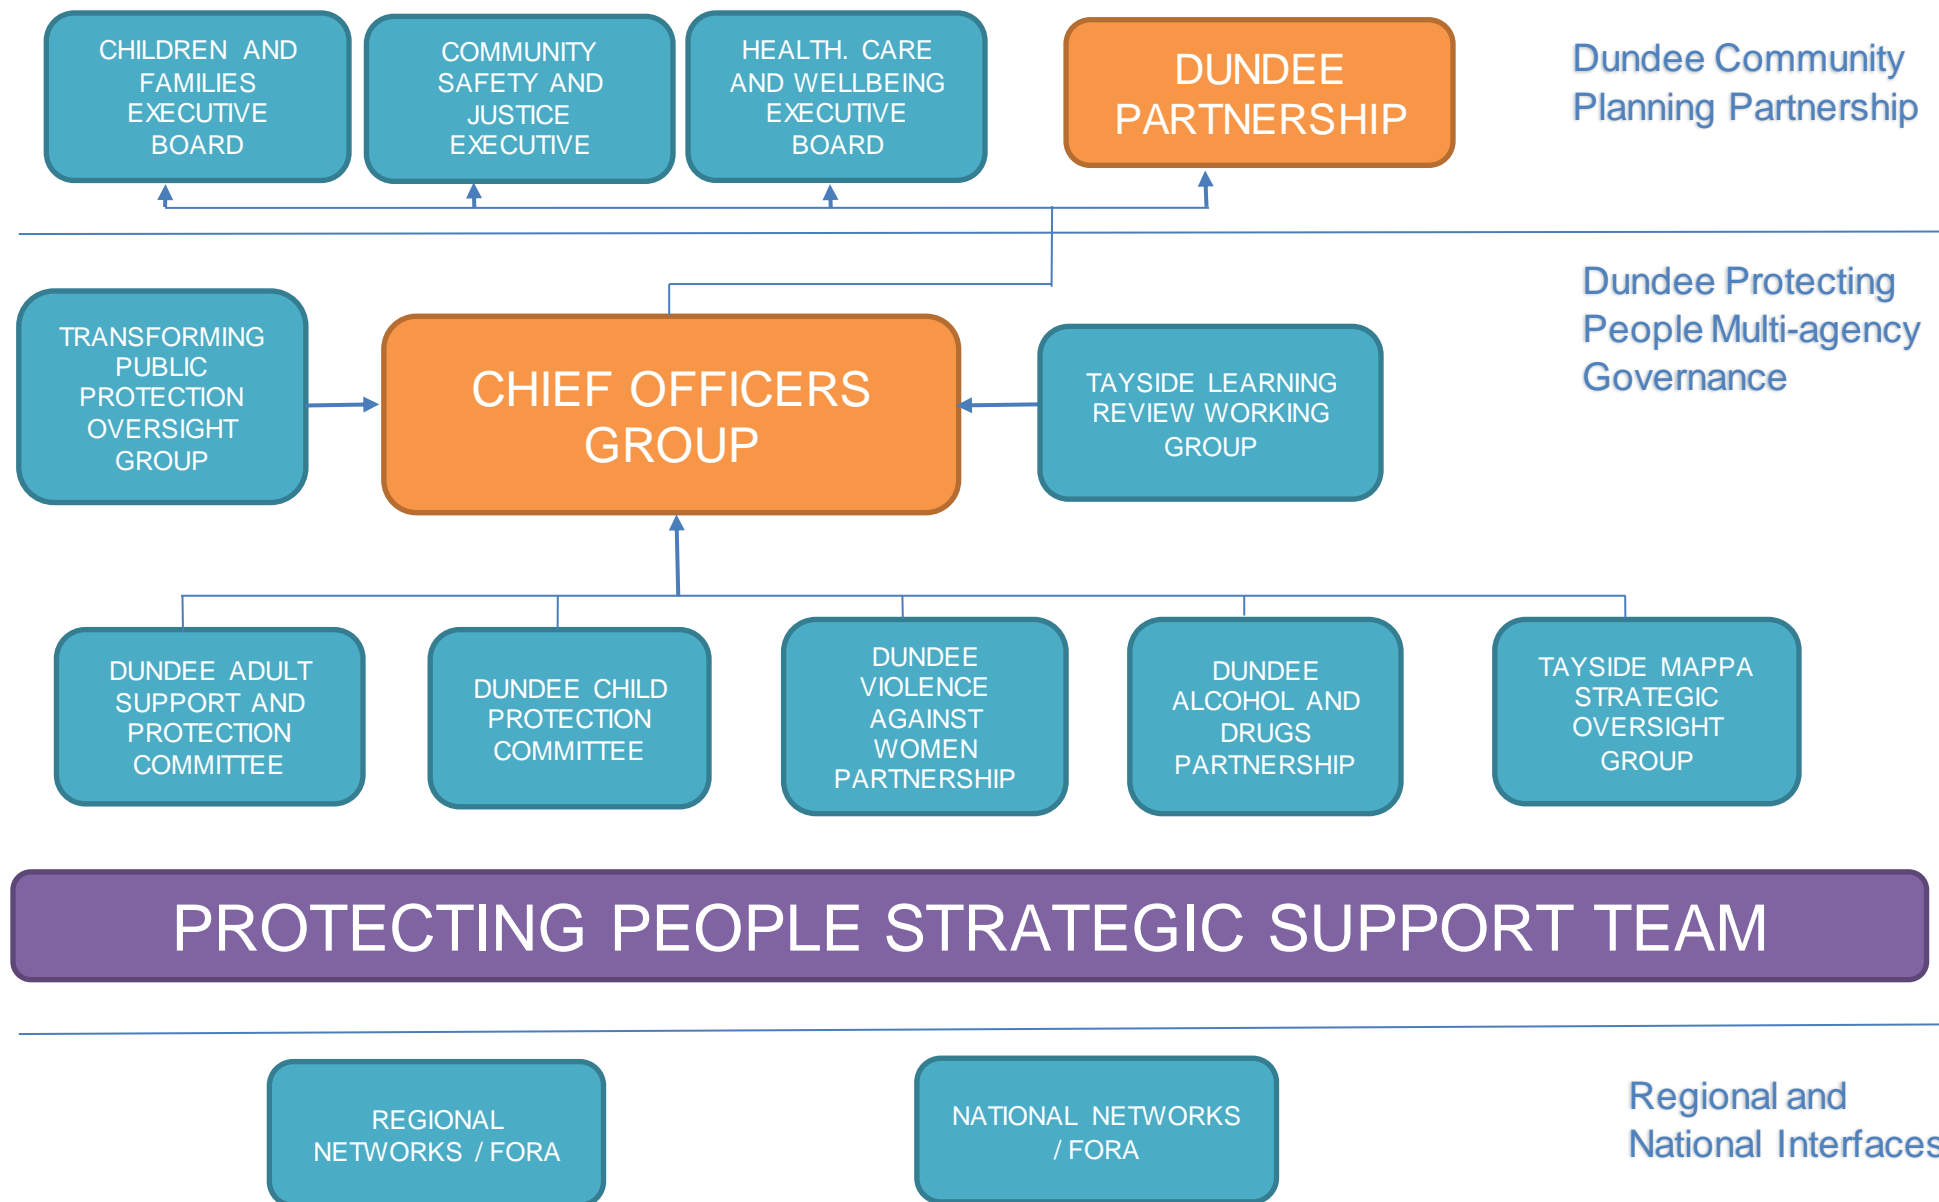 CHILDREN AND
FAMILIES
EXECUTIVE
BOARD
COMMUNITY
SAFETY AND
JUSTICE
EXECUTIVE
HEALTH. CARE
AND WELLBEING
EXECUTIVE
BOARD
DUNDEE
PARTNERSHIP
Dundee Community
Planning Partnership
TRANSFORMING
PUBLIC
PROTECTION
OVERSIGHT
GROUP
CHIEF OFFICERS
GROUP
TAYSIDE LEARNING
REVIEW WORKING
GROUP
Dundee Protecting
People Multi-agency
Governance
DUNDEE ADULT
SUPPORT AND
PROTECTION
COMMITTEE
DUNDEE CHILD
PROTECTION
COMMITTEE
DUNDEE
VIOLENCE
AGAINST
WOMEN
PARTNERSHIP
DUNDEE
ALCOHOL AND
DRUGS
PARTNERSHIP
TAYSIDE MAPPA
STRATEGIC
OVERSIGHT
GROUP
PROTECTING PEOPLE STRATEGIC SUPPORT TEAM
REGIONAL
NETWORKS / FORA
NATIONAL NETWORKS
/ FORA
Regional and
National Interfaces